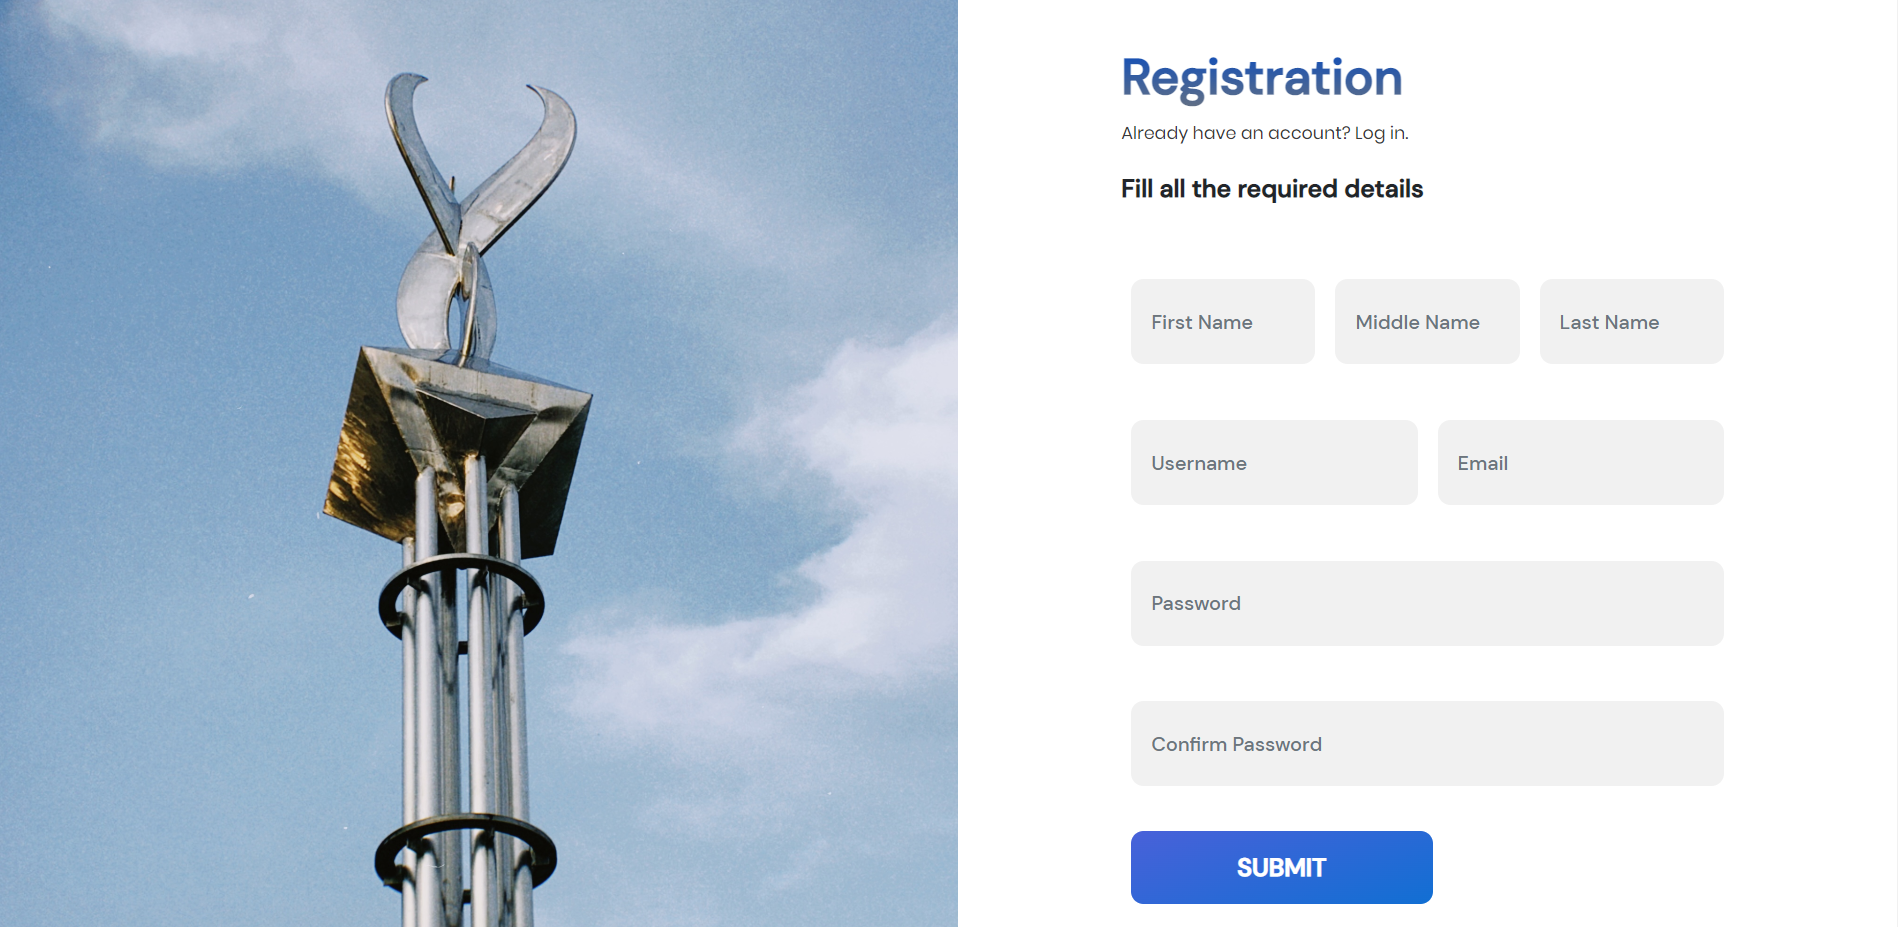 Registration
Already have an account? Log in.
Fill all the required details
First Name
Middle Name
Last Name
Username
Email
Password
Confirm Password
SUBMIT